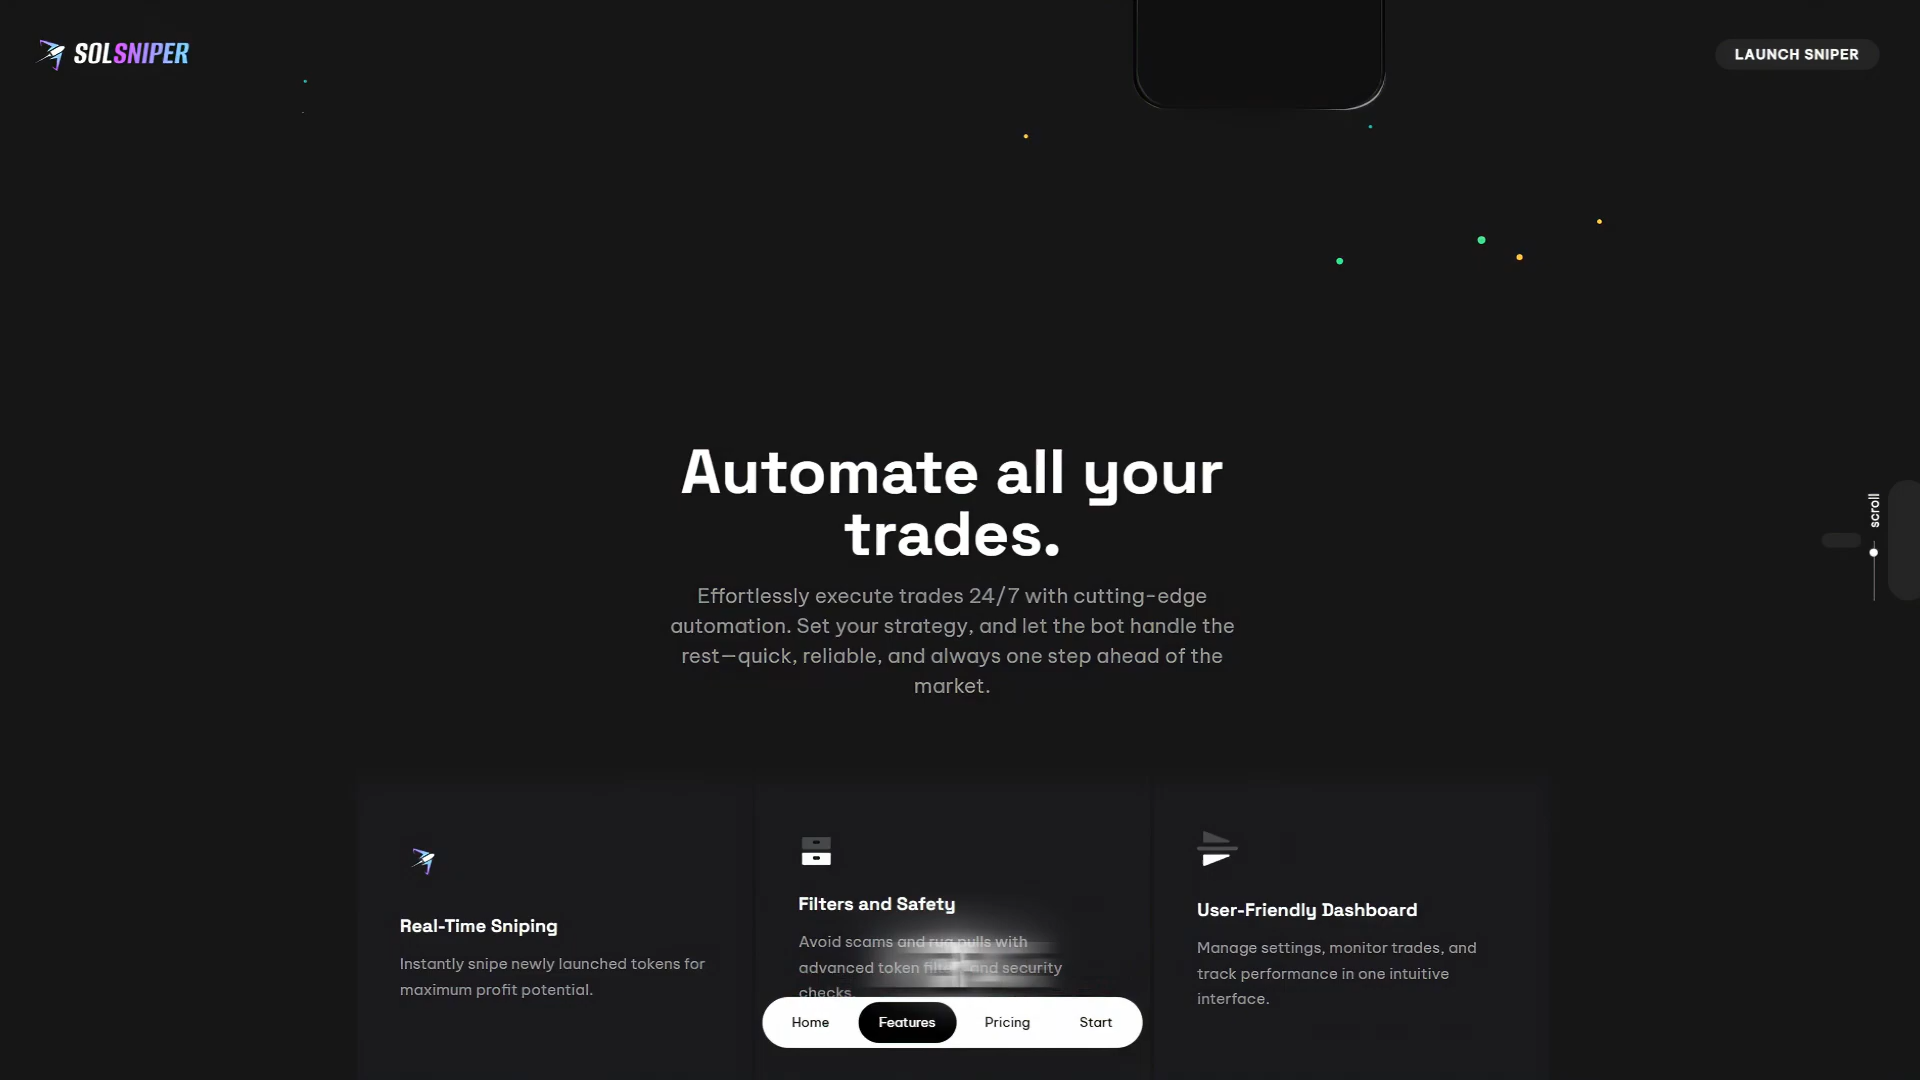 SOLSNIPER
LAUNCH SNIPER
scroll
Automate all your
trades.
Effortlessly execute trades 24/7 with cutting-edge
automation. Set your strategy, and let the bot handle the
rest—quick, reliable, and always one step ahead of the
market.
Real-Time Sniping
Instantly snipe newly launched tokens for
maximum profit potential.
Filters and Safety
Avoid scams and rug pulls with
advanced token filters and security
checks.
User-Friendly Dashboard
Manage settings, monitor trades, and
track performance in one intuitive
interface.
Home
Features
Pricing
Start